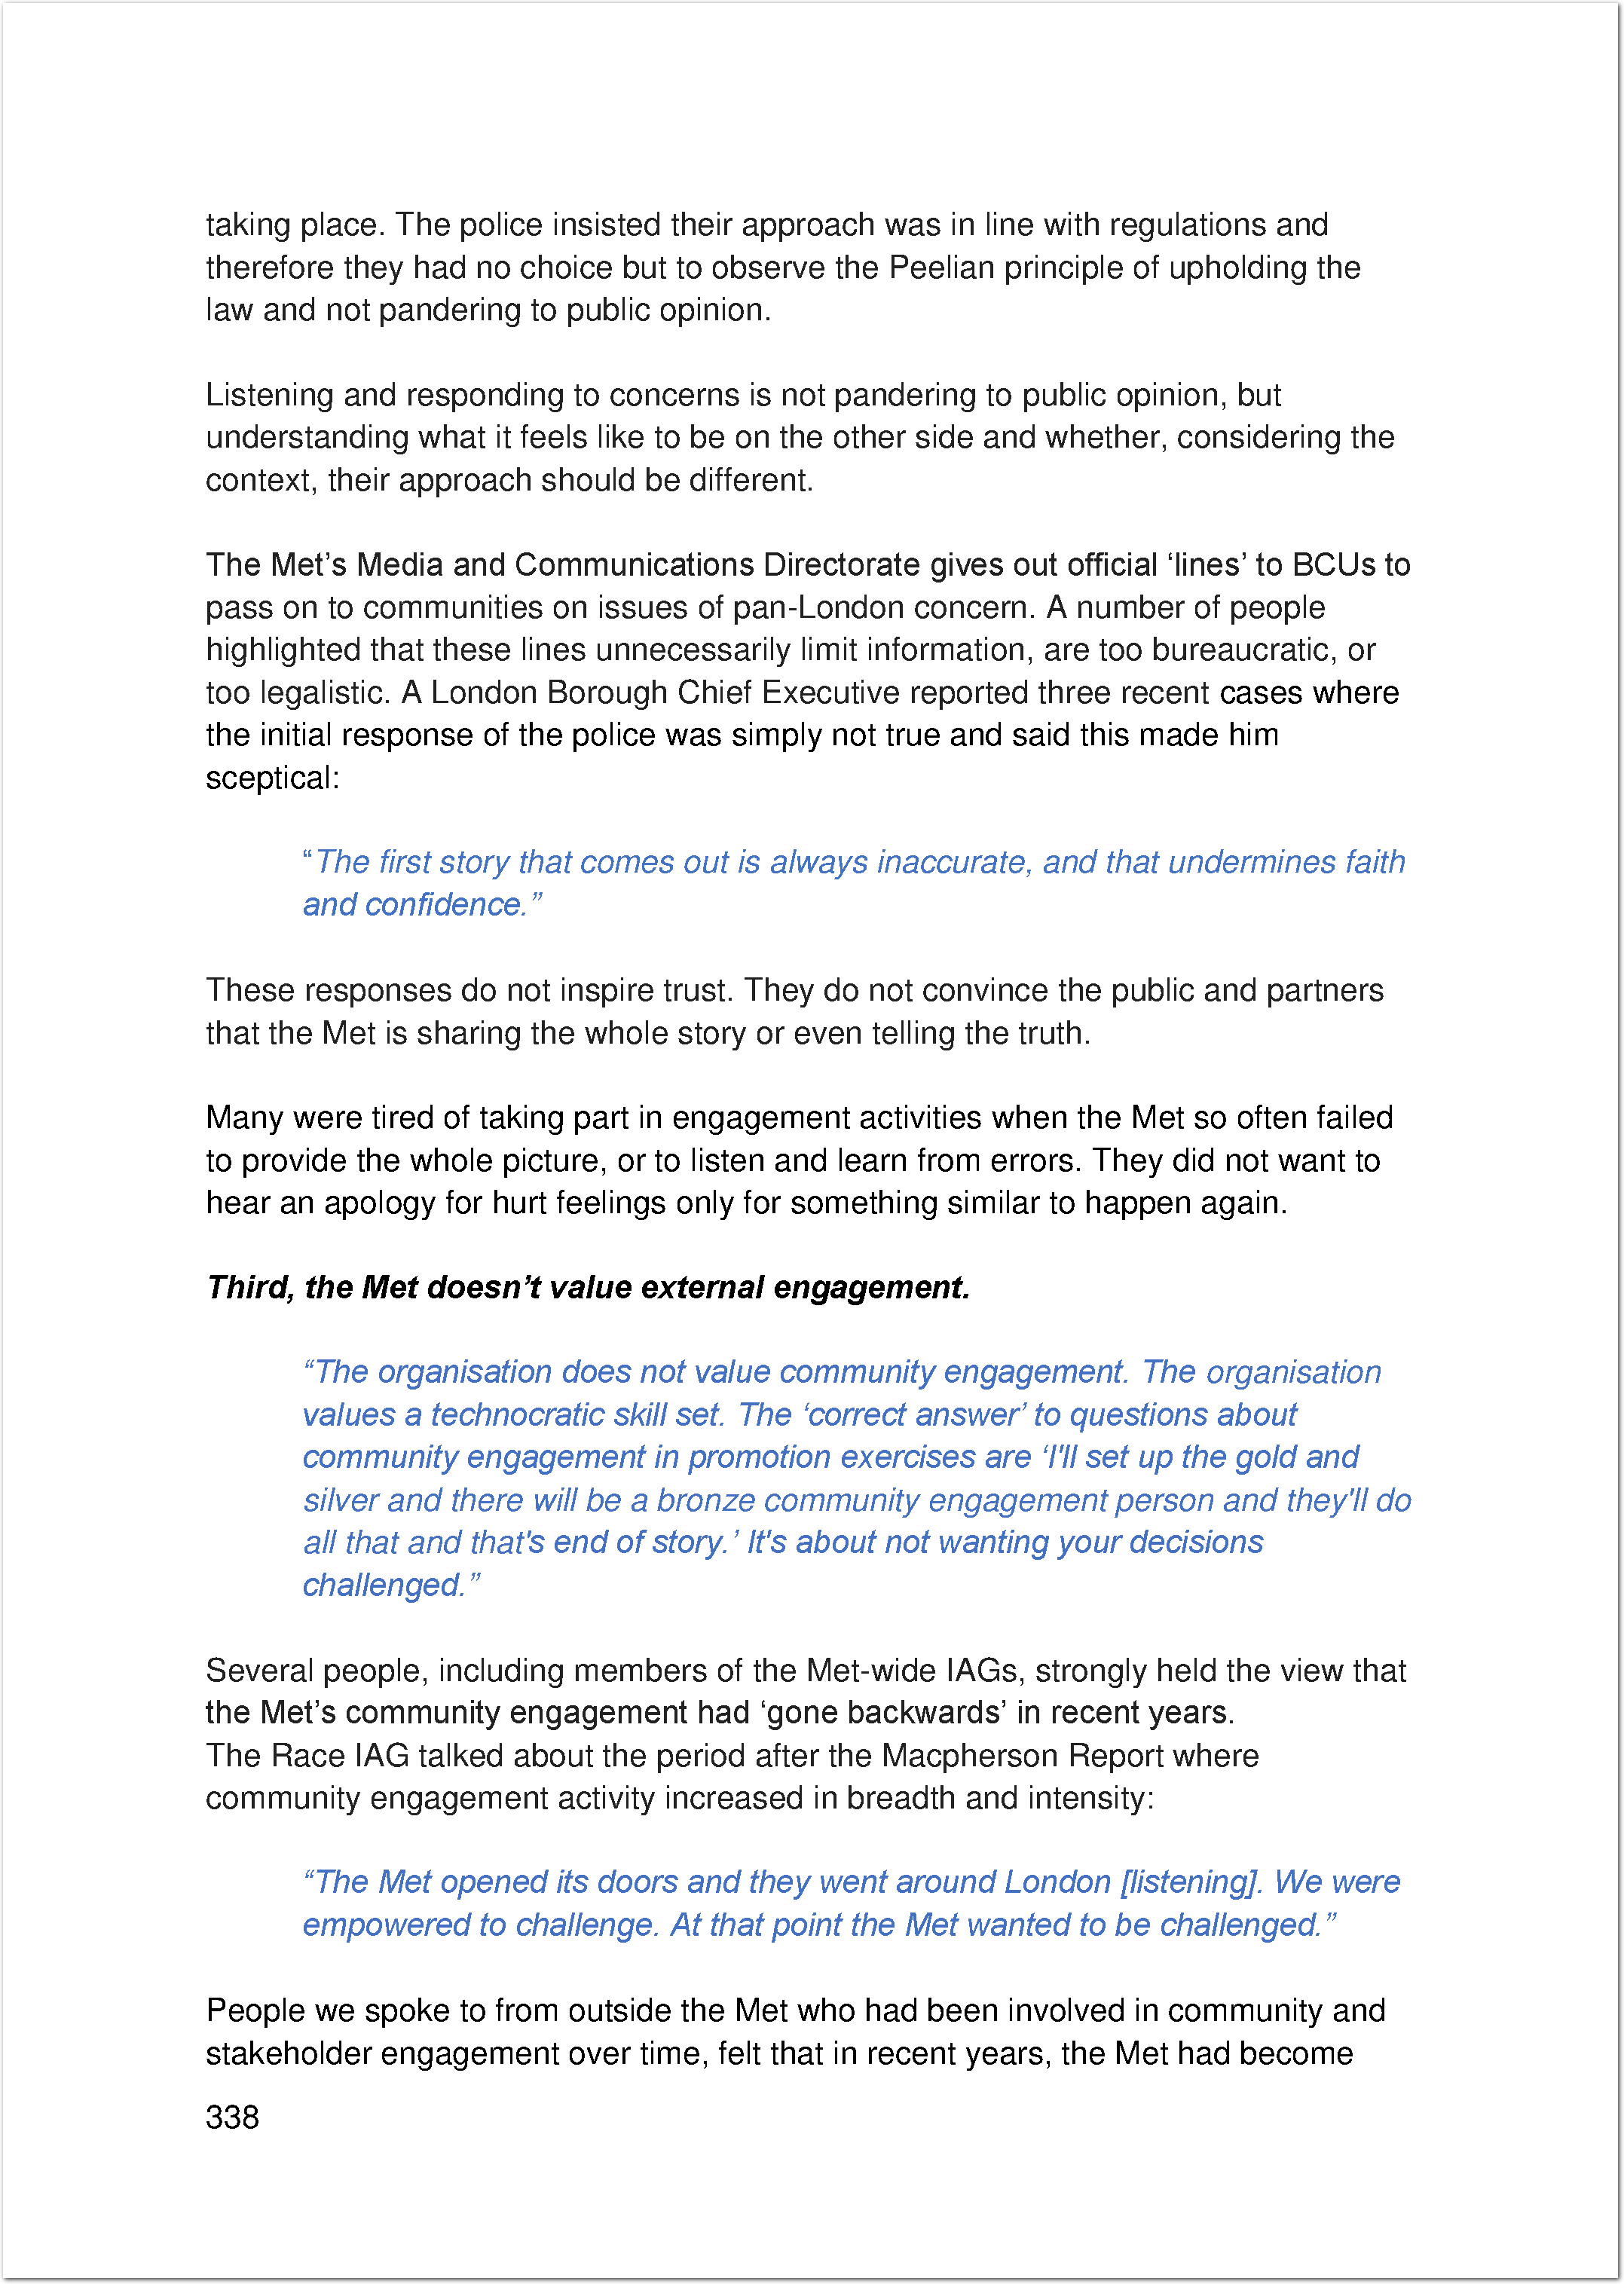 taking place. The police insisted their approach was in line with regulations and
therefore they had no choice but to observe the Peelian principle of upholding the
law and not pandering to public opinion.
Listening and responding to concerns is not pandering to public opinion, but
understanding what it feels like to be on the other side and whether, considering the
context, their approach should be different.
The Met’s Media and Communications Directorate gives out official ‘lines’ to BCUs to
pass on to communities on issues of pan-London concern. A number of people
highlighted that these lines unnecessarily limit information, are too bureaucratic, or
too legalistic. A London Borough Chief Executive reported three recent cases where
the initial response of the police was simply not true and said this made him
sceptical:
“The first story that comes out is always inaccurate, and that undermines faith
and confidence.”
These responses do not inspire trust. They do not convince the public and partners
that the Met is sharing the whole story or even telling the truth.
Many were tired of taking part in engagement activities when the Met so often failed
to provide the whole picture, or to listen and learn from errors. They did not want to
hear an apology for hurt feelings only for something similar to happen again.
Third, the Met doesn’t value external engagement.
“The organisation does not value community engagement. The organisation
values a technocratic skill set. The ‘correct answer’ to questions about
community engagement in promotion exercises are ‘I'll set up the gold and
silver and there will be a bronze community engagement person and they'll do
all that and that's end of story.’ It's about not wanting your decisions
challenged.”
Several people, including members of the Met-wide IAGs, strongly held the view that
the Met’s community engagement had ‘gone backwards’ in recent years.
The Race IAG talked about the period after the Macpherson Report where
community engagement activity increased in breadth and intensity:
“The Met opened its doors and they went around London [listening]. We were
empowered to challenge. At that point the Met wanted to be challenged.”
People we spoke to from outside the Met who had been involved in community and
stakeholder engagement over time, felt that in recent years, the Met had become
338